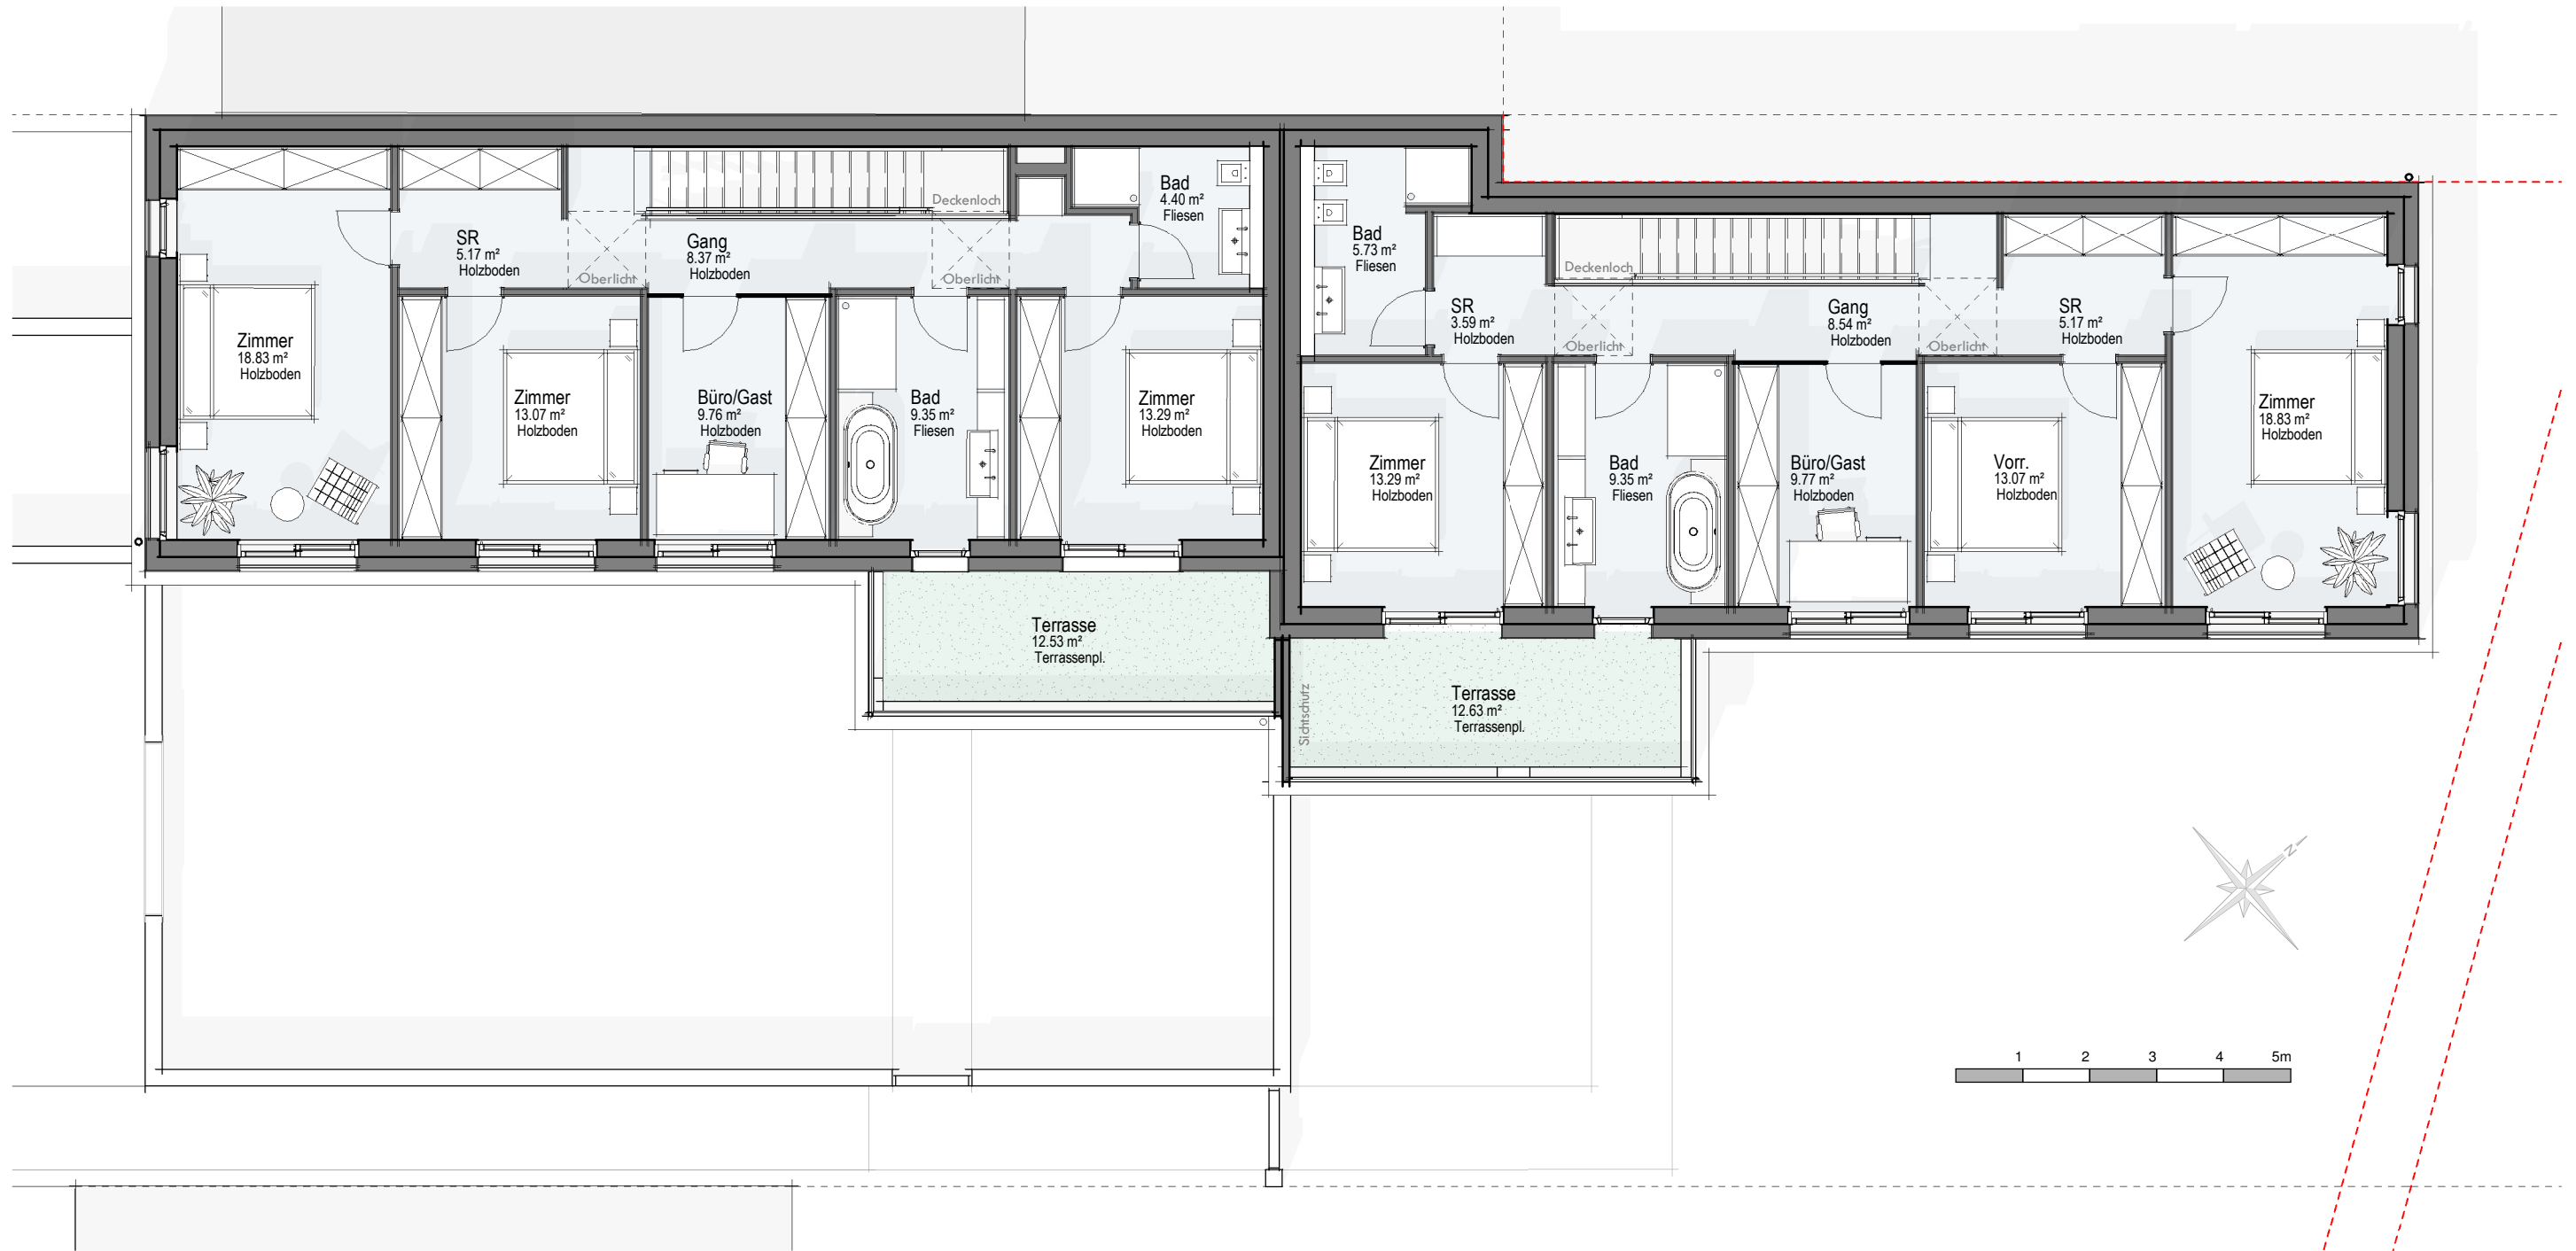 Deckenloch
Bad
4.40 m²
Fliesen
SR
5.17 m²
Holzboden
Gang
8.37 m²
Holzboden
Oberlicht
Oberlicht
Zimmer
18.83 m²
Holzboden
Zimmer
13.07 m²
Holzboden
Büro/Gast
9.76 m²
Holzboden
Bad
9.35 m²
Fliesen
Zimmer
13.29 m²
Holzboden
Terrasse
12.53 m²
Terrassenpl.
Bad
5.73 m²
Fliesen
Deckenloch
SR
3.59 m²
Holzboden
Oberlicht
Gang
8.54 m²
Holzboden
Oberlicht
SR
5.17 m²
Holzboden
Zimmer
13.29 m²
Holzboden
Bad
9.35 m²
Fliesen
Büro/Gast
9.77 m²
Holzboden
Vorr.
13.07 m²
Holzboden
Zimmer
18.83 m²
Holzboden
Sichtschutz
Terrasse
12.63 m²
Terrassenpl.
N
1 2 3 4 5m